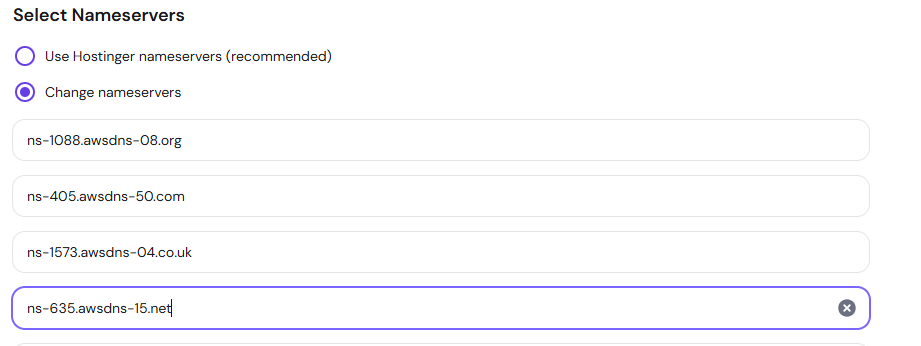 Select Nameservers
Use Hostinger nameservers (recommended)
Change nameservers
ns-1088.awsdns-08.org
ns-405.awsdns-50.com
ns-1573.awsdns-04.co.uk
ns-635.awsdns-15.net